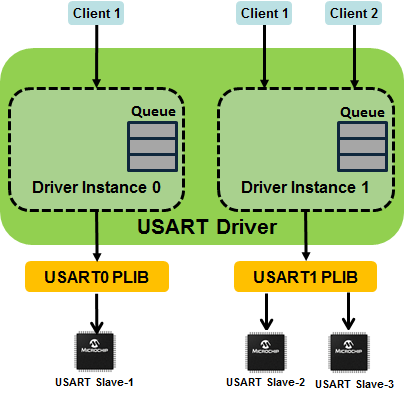 Client 1
Client 1
Client 2
Queue
Queue
Driver Instance 0
Driver Instance 1
USART Driver
USART0 PLIB
USART1 PLIB
MICROCHIP
MICROCHIP
MICROCHIP
USART Slave-1
USART Slave-2
USART Slave-3